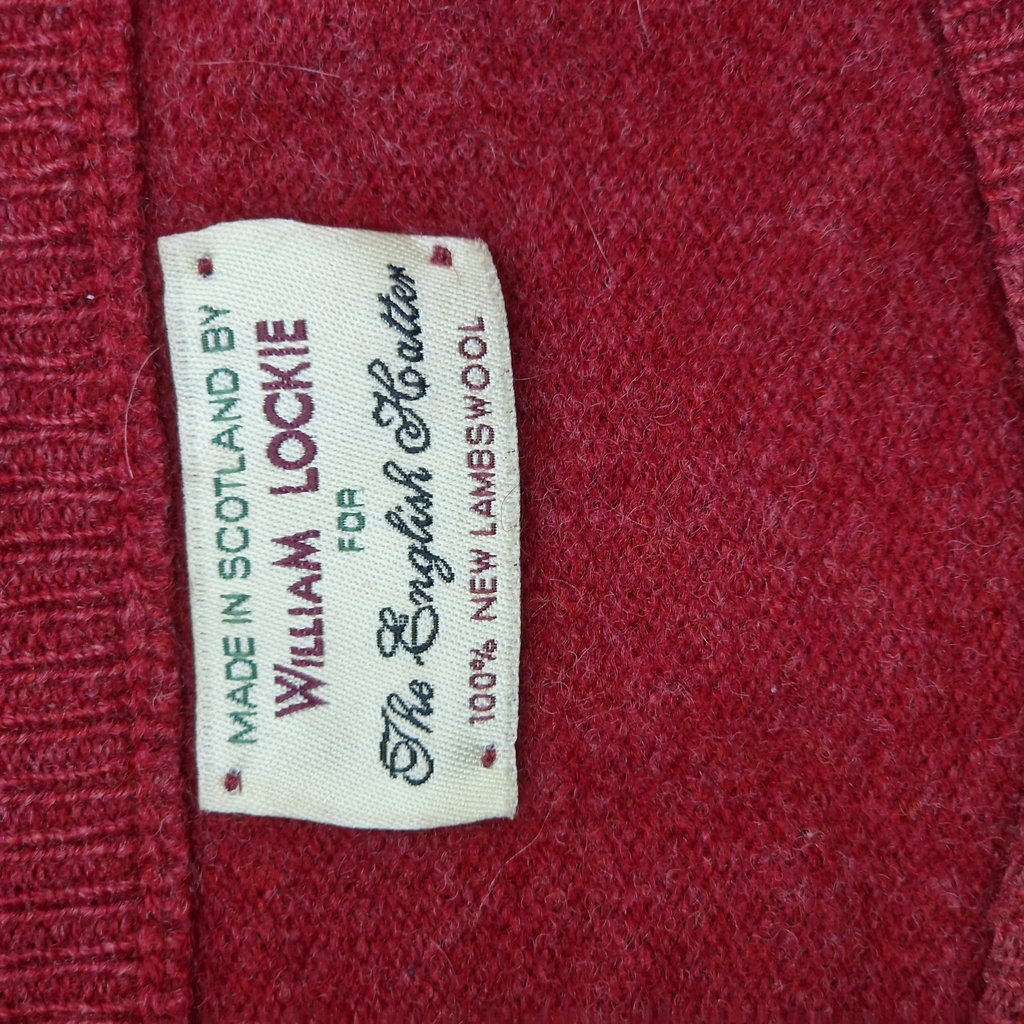 MADE IN SCOTLAND BY
WILLIAM LOCKIE
FOR
The English Hatter
100% NEW LAMBSWOOL